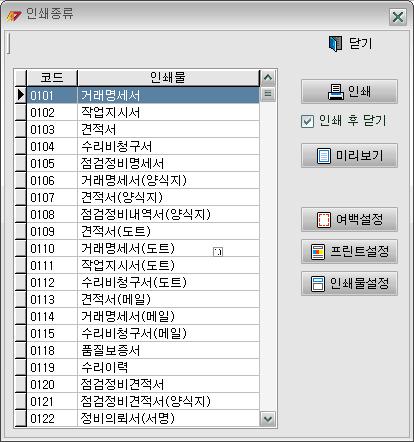 인쇄종류
닫기
코드 인쇄물
0101 거래명세서
0102 작업지시서
0103 견적서
0104 수리비청구서
0105 점검정비명세서
0106 거래명세서(양식지)
0107 견적서(양식지)
0108 점검정비내역서(양식지)
0109 견적서(도트)
0110 거래명세서(도트)
0111 작업지시서(도트)
0112 수리비청구서(도트)
0113 견적서(메일)
0114 거래명세서(메일)
0115 수리비청구서(메일)
0118 품질보증서
0119 수리이력
0120 점검정비견적서
0121 점검정비견적서(양식지)
0122 정비의뢰서(서명)
인쇄
인쇄 후 닫기
미리보기
여백설정
프린트설정
인쇄물설정